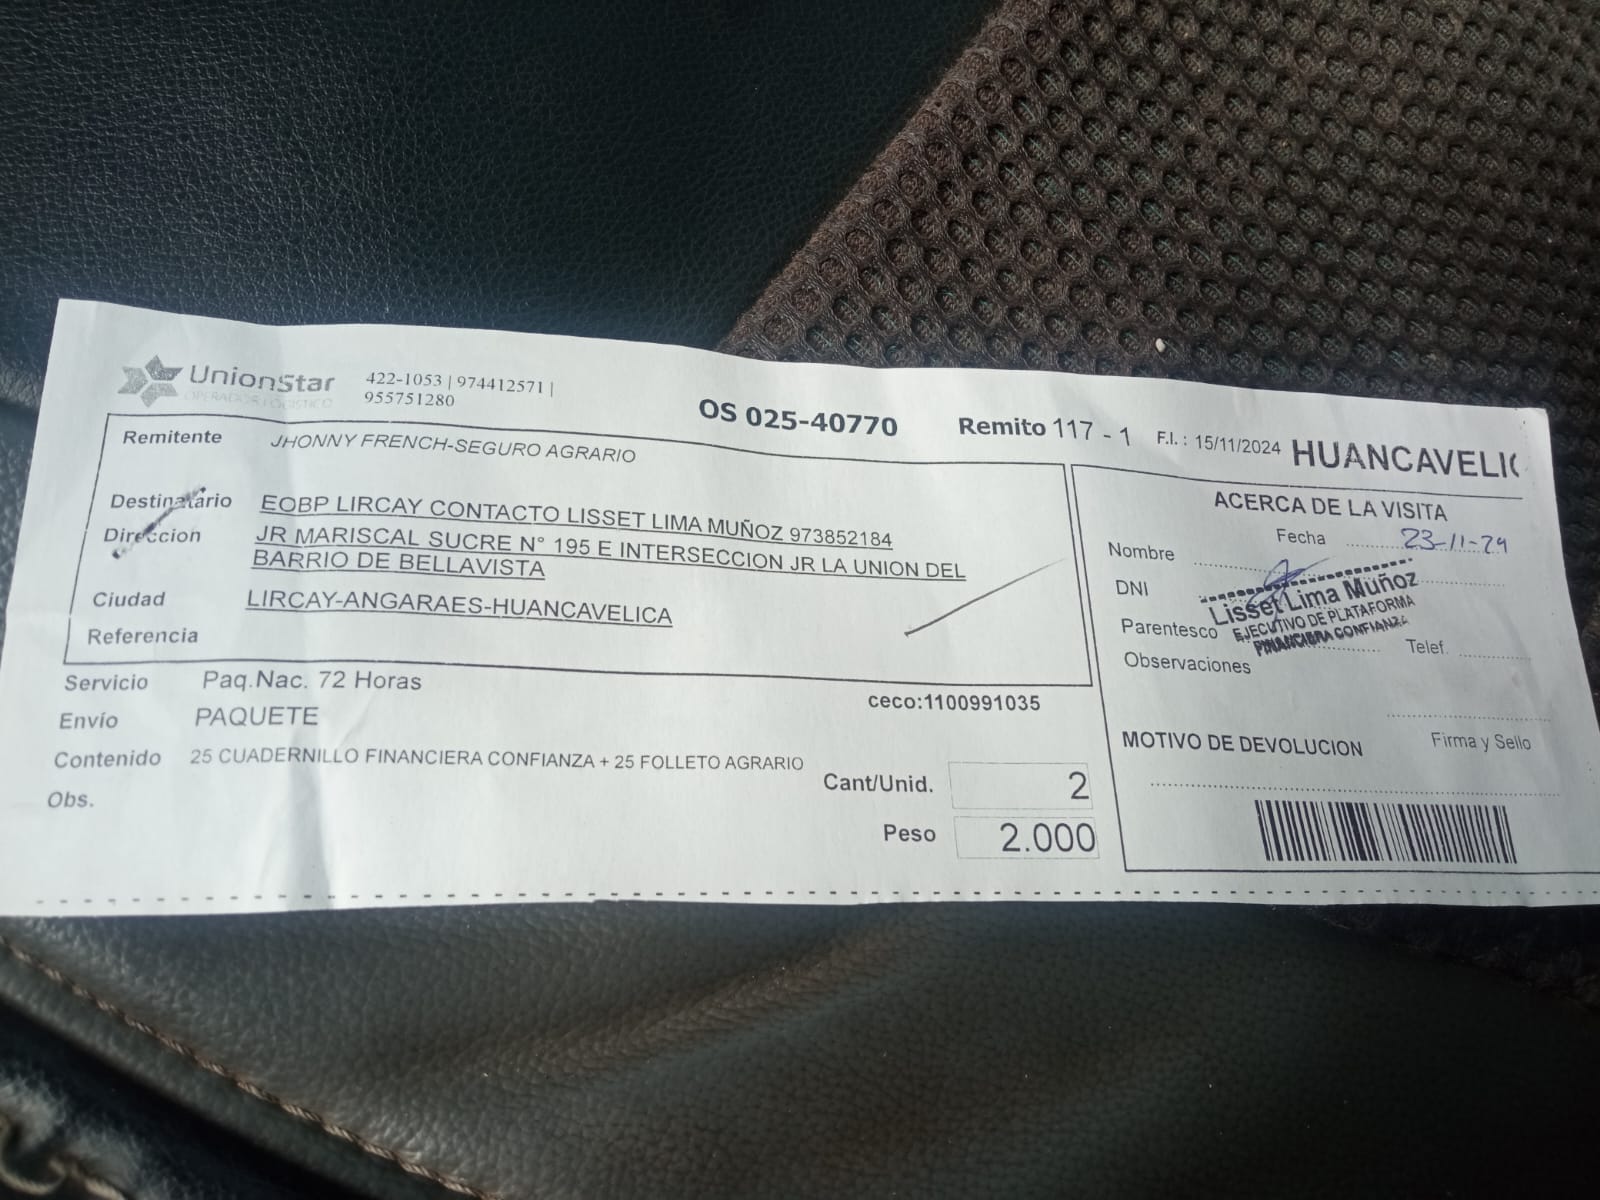 UnionStar
OPERADOR LOGISTICO
422-1053 | 974412571 |
955751280
OS 025-40770
Remito 117 - 1
F.I. : 15/11/2024
HUANCAVELIC
Remitente JHONNY FRENCH-SEGURO AGRARIO
Destinatario EOBP LIRCAY CONTACTO LISSET LIMA MUÑOZ 973852184
Direccion JR MARISCAL SUCRE N° 195 E INTERSECCION JR LA UNION DEL
BARRIO DE BELLAVISTA
Ciudad LIRCAY-ANGARAES-HUANCAVELICA
Referencia
Servicio Paq.Nac. 72 Horas
ceco:1100991035
Envío PAQUETE
Contenido 25 CUADERNILLO FINANCIERA CONFIANZA + 25 FOLLETO AGRARIO
Obs.
Cant/Unid. 2
Peso 2.000
ACERCA DE LA VISITA
Fecha 23-11-24
Nombre
DNI
Lisset Lima Muñoz
EJECUTIVO DE PLATAFORMA
FINANCIERA CONFIANZA
Parentesco
Telef.
Observaciones
Firma y Sello
MOTIVO DE DEVOLUCION